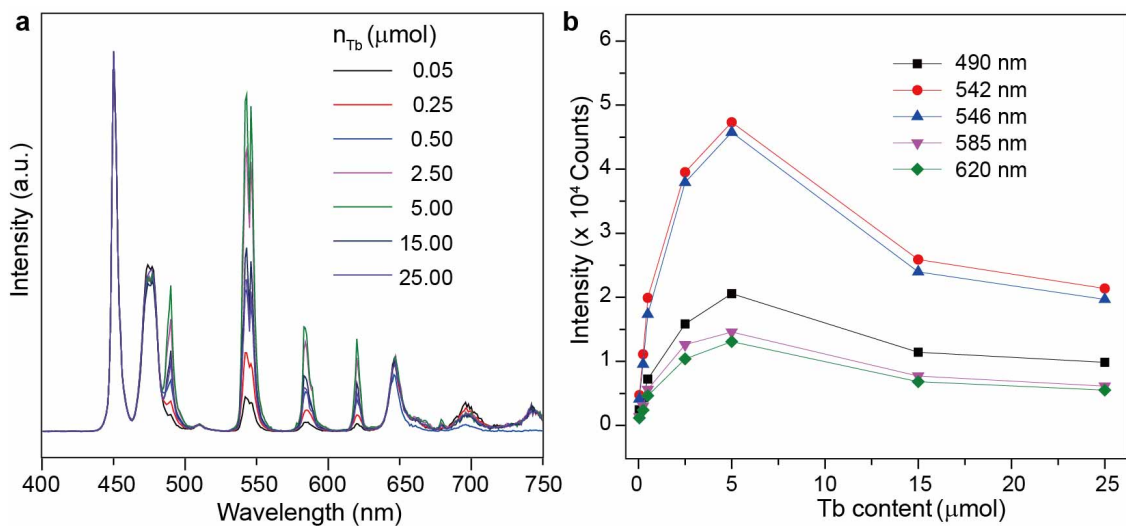 a
n_Tb (μmol)
0.05
0.25
0.50
2.50
5.00
15.00
25.00
Intensity (a.u.)
400 450 500 550 600 650 700 750
Wavelength (nm)
b
490 nm
542 nm
546 nm
585 nm
620 nm
6
5
4
3
2
1
0
Intensity (x 10⁴ Counts)
0 5 10 15 20 25
Tb content (μmol)